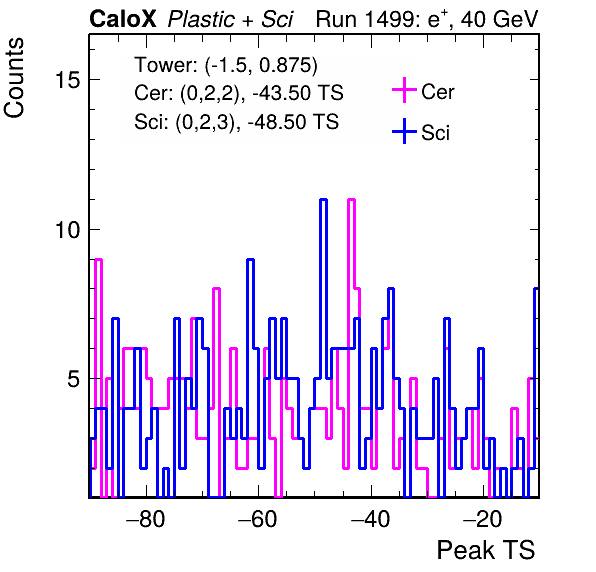 CaloX Plastic + Sci Run 1499: e+, 40 GeV
Counts
Tower: (-1.5, 0.875)
Cer: (0,2,2), -43.50 TS
Sci: (0,2,3), -48.50 TS
Cer
Sci
15
10
5
−80 −60 −40 −20
Peak TS